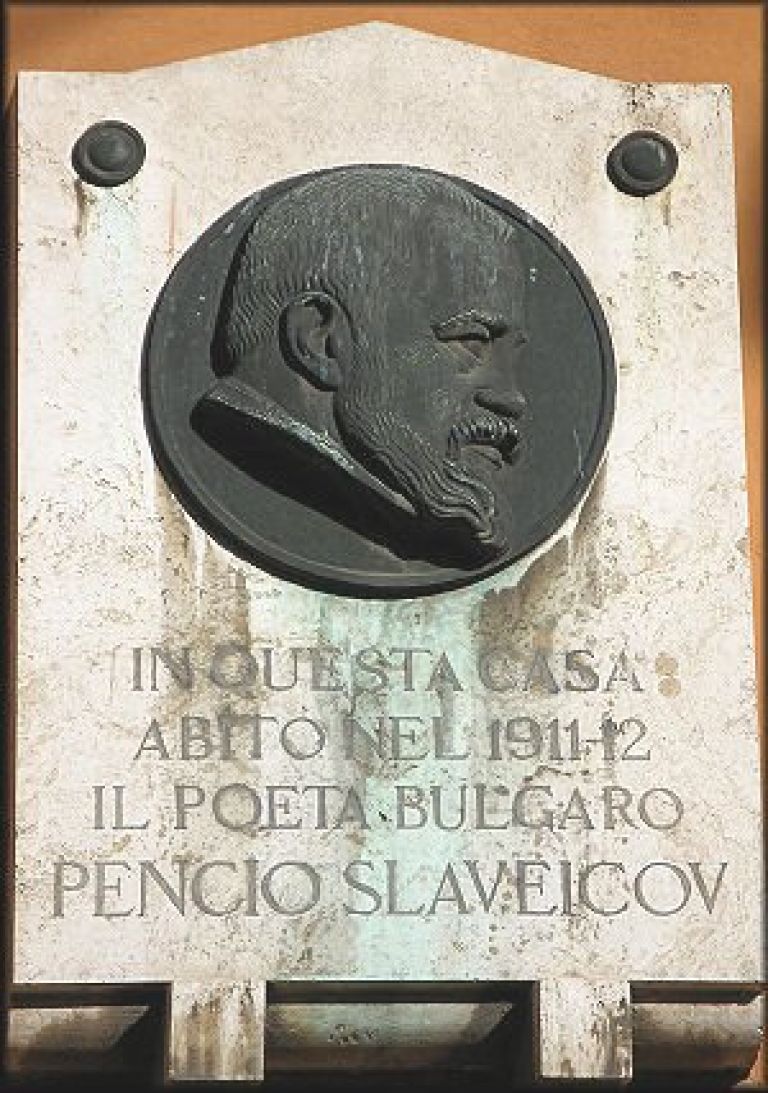 IN QUESTA CASA
ABITÒ NEL 1911-12
IL POETA BULGARO
PENCIO SLAVEICOV